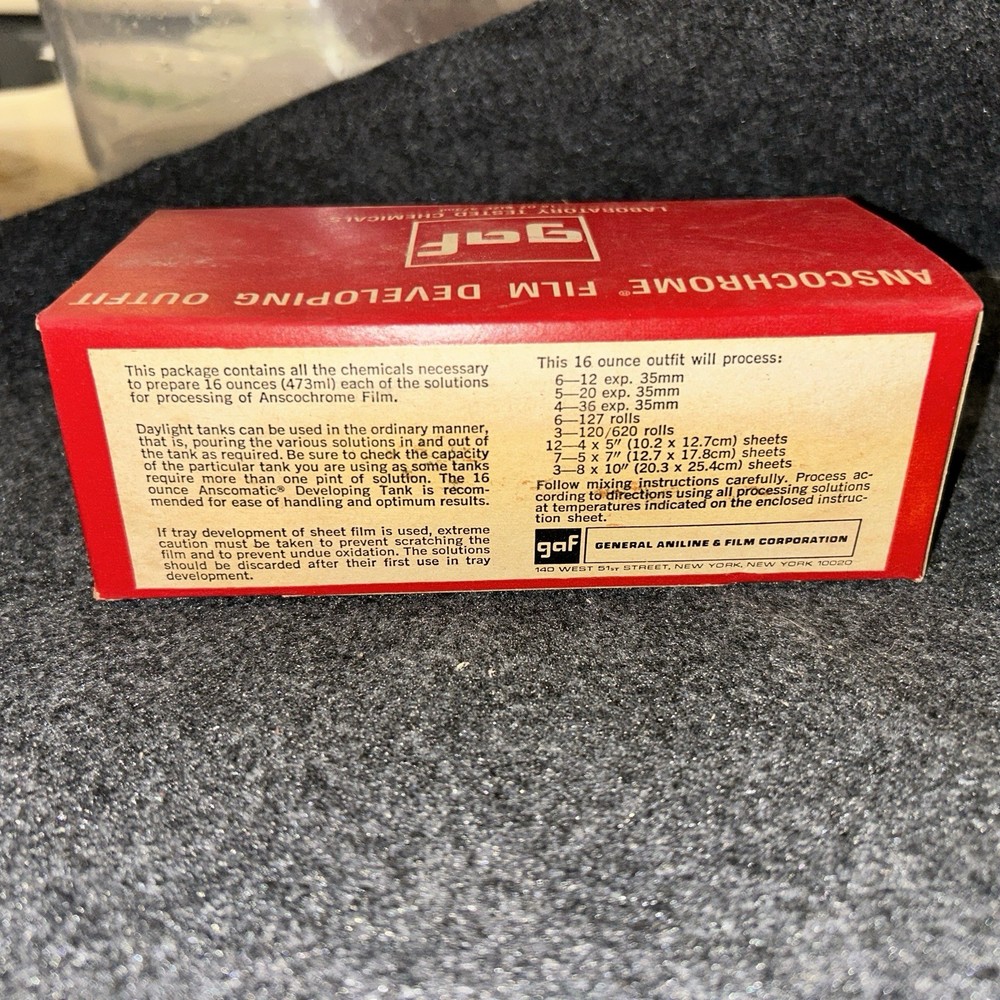 ANSCOCHROME® FILM DEVELOPING OUTFIT
gaf
LABORATORY TESTED CHEMICALS
This package contains all the chemicals necessary
to prepare 16 ounces (473ml) each of the solutions
for processing of Anscochrome Film.
Daylight tanks can be used in the ordinary manner,
that is, pouring the various solutions in and out of
the tank as required. Be sure to check the capacity
of the particular tank you are using as some tanks
require more than one pint of solution. The 16
ounce Anscomatic® Developing Tank is recom-
mended for ease of handling and optimum results.
If tray development of sheet film is used, extreme
caution must be taken to prevent scratching the
film and to prevent undue oxidation. The solutions
should be discarded after their first use in tray
development.
This 16 ounce outfit will process:
6—12 exp. 35mm
5—20 exp. 35mm
4—36 exp. 35mm
6—127 rolls
3—120/620 rolls
12—4 x 5" (10.2 x 12.7cm) sheets
7—5 x 7" (12.7 x 17.8cm) sheets
3—8 x 10" (20.3 x 25.4cm) sheets
Follow mixing instructions carefully. Process ac-
cording to directions using all processing solutions
at temperatures indicated on the enclosed instruc-
tion sheet.
gaf GENERAL ANILINE & FILM CORPORATION
140 WEST 51ST STREET, NEW YORK, NEW YORK 10020